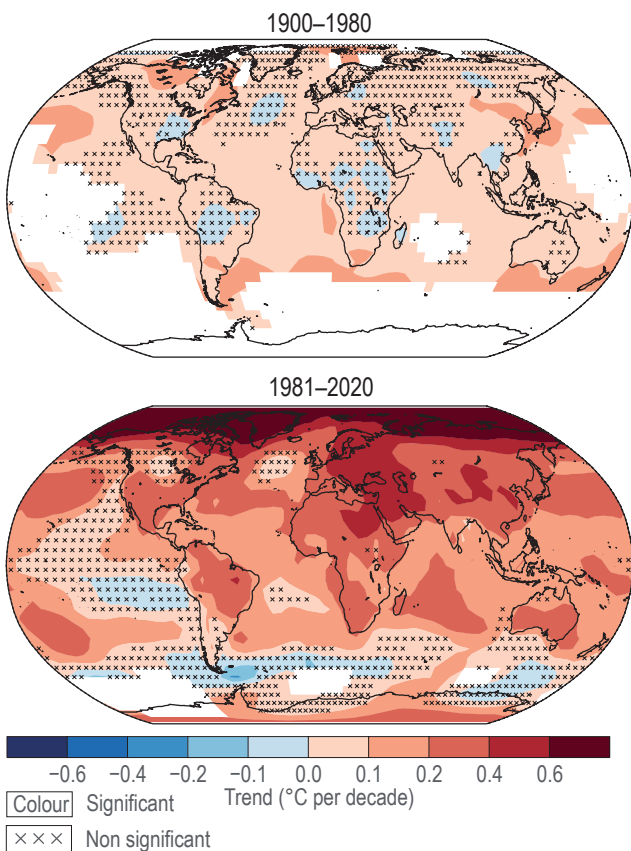 1900–1980
1981–2020
−0.6 −0.4 −0.2 −0.1 0.0 0.1 0.2 0.4 0.6
Trend (°C per decade)
Colour Significant
××× Non significant